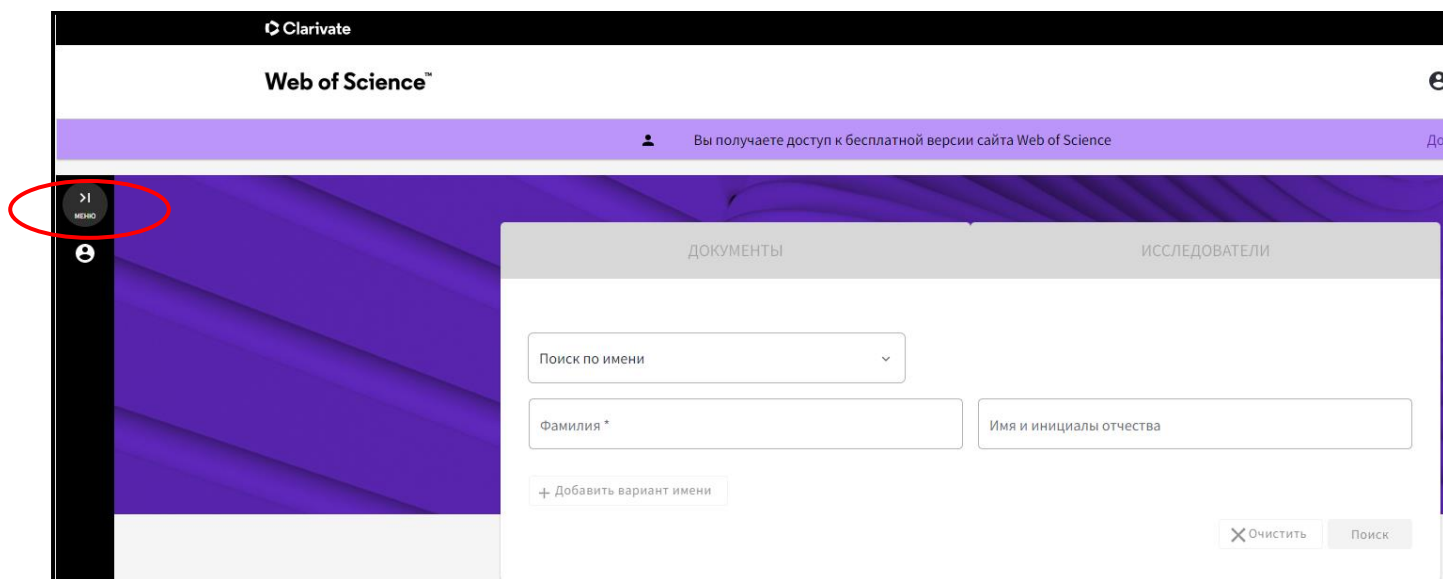 Clarivate
Web of Science™
Вы получаете доступ к бесплатной версии сайта Web of Science
До
>I
МЕНЮ
ДОКУМЕНТЫ
ИССЛЕДОВАТЕЛИ
Поиск по имени
Фамилия *
Имя и инициалы отчества
+ Добавить вариант имени
Очистить
Поиск